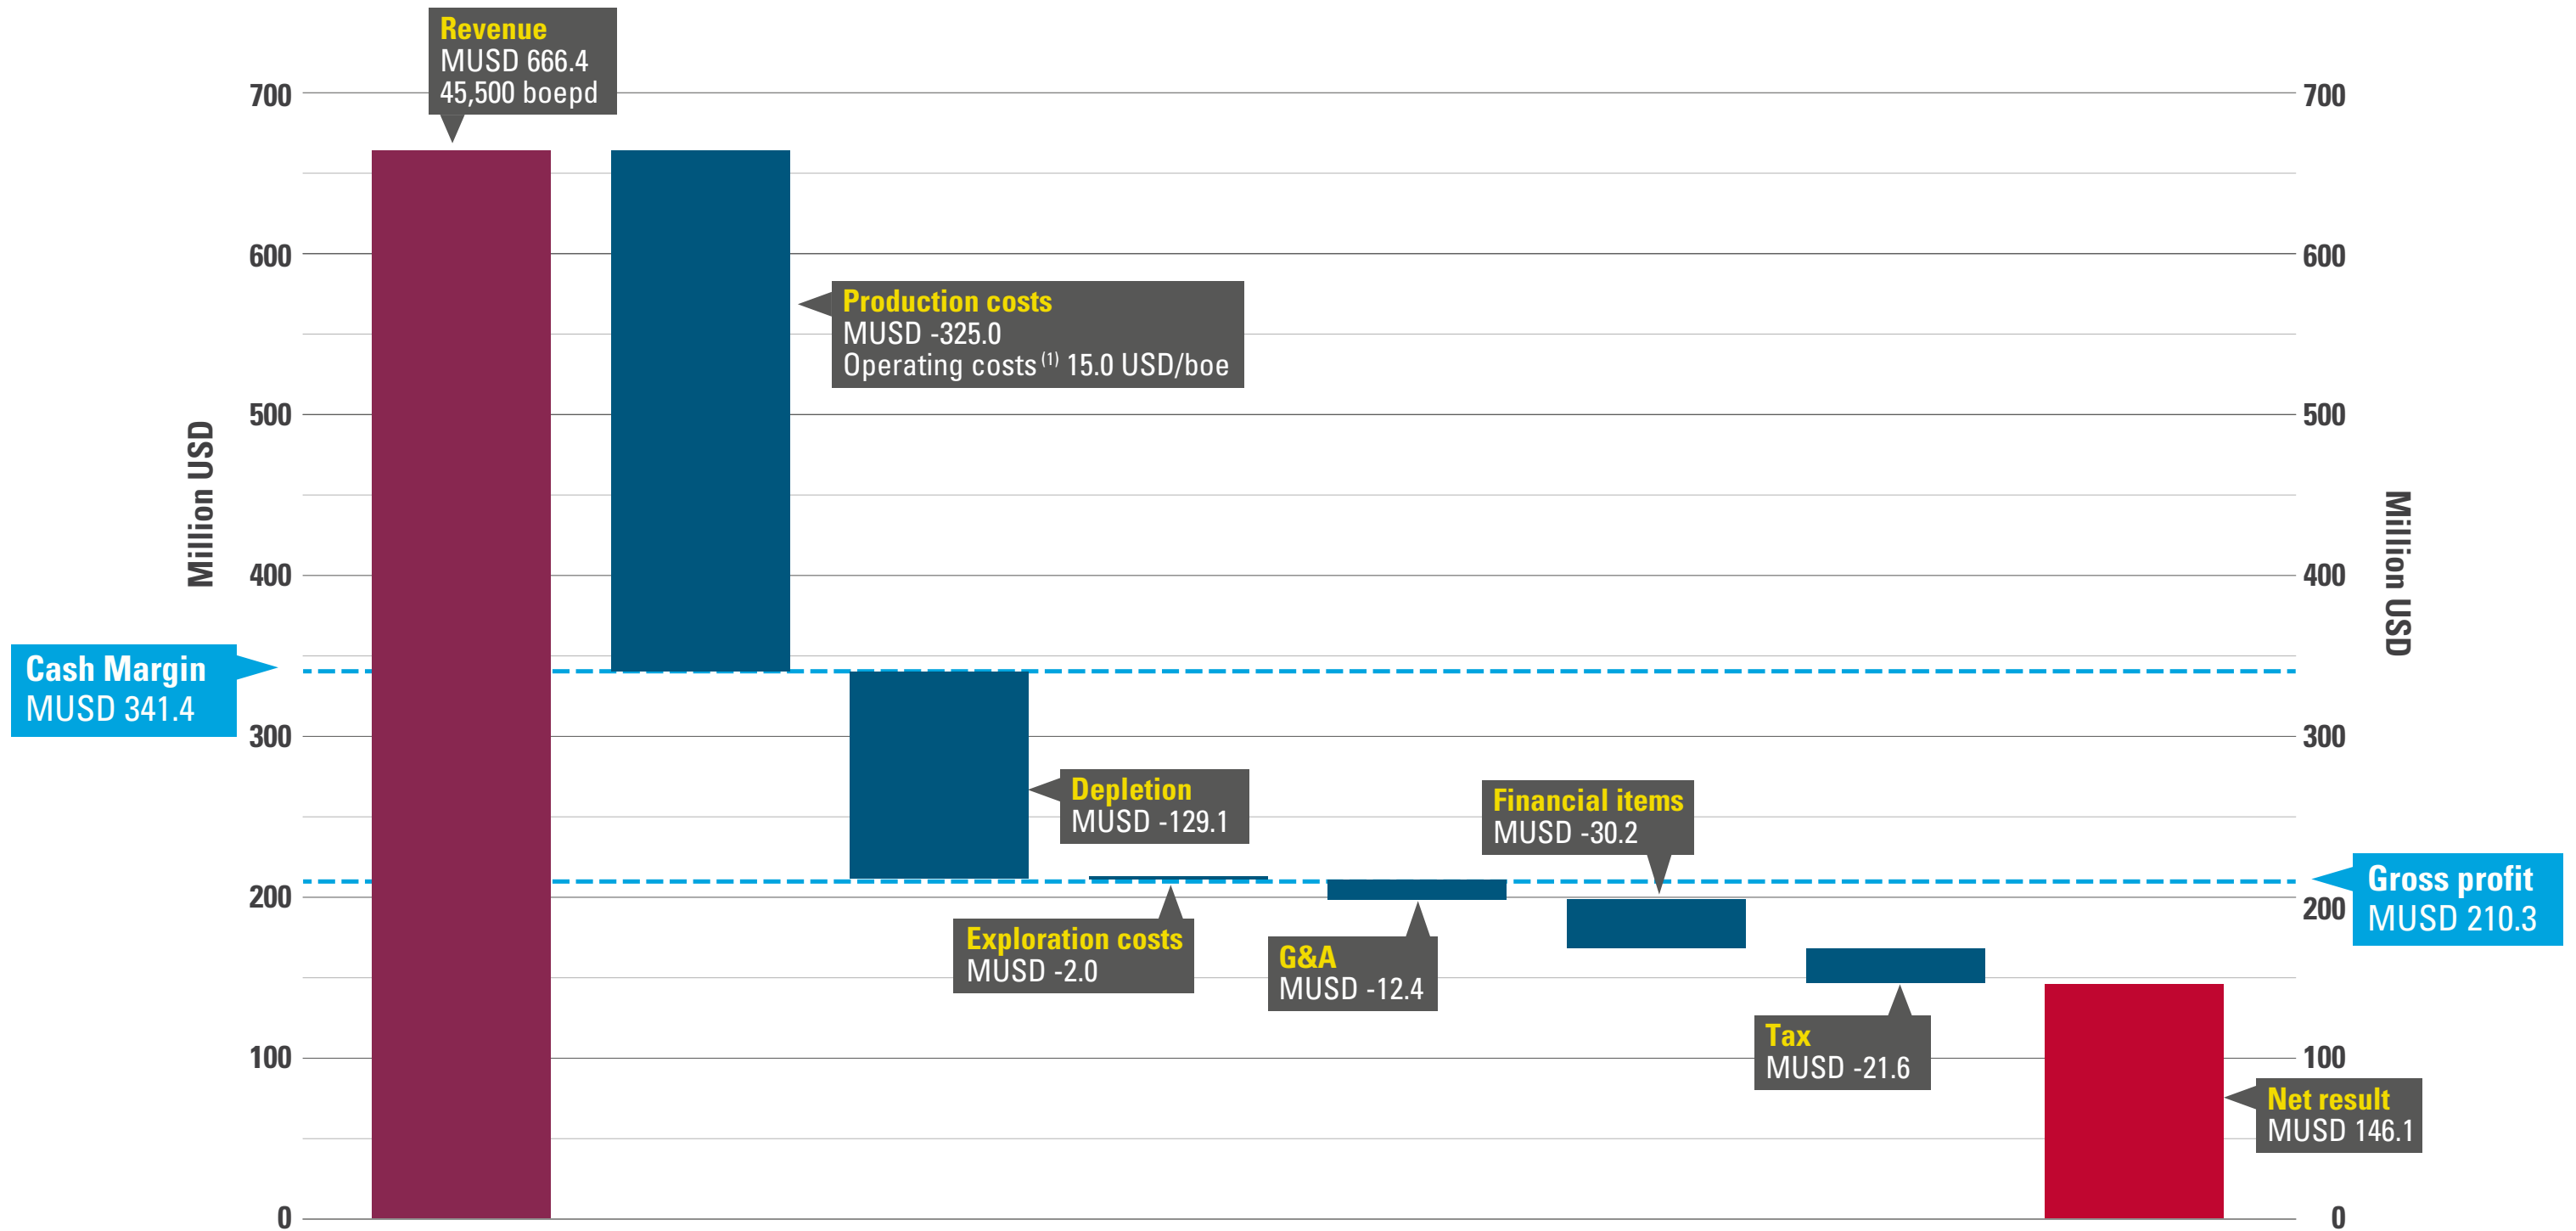 Revenue
MUSD 666.4
45,500 boepd
700
700
600
600
Production costs
MUSD -325.0
Operating costs (1) 15.0 USD/boe
500
500
Million USD
Million USD
400
400
Cash Margin
MUSD 341.4
300
300
Depletion
MUSD -129.1
Financial items
MUSD -30.2
Gross profit
MUSD 210.3
200
200
Exploration costs
MUSD -2.0
G&A
MUSD -12.4
Tax
MUSD -21.6
100
100
Net result
MUSD 146.1
0
0